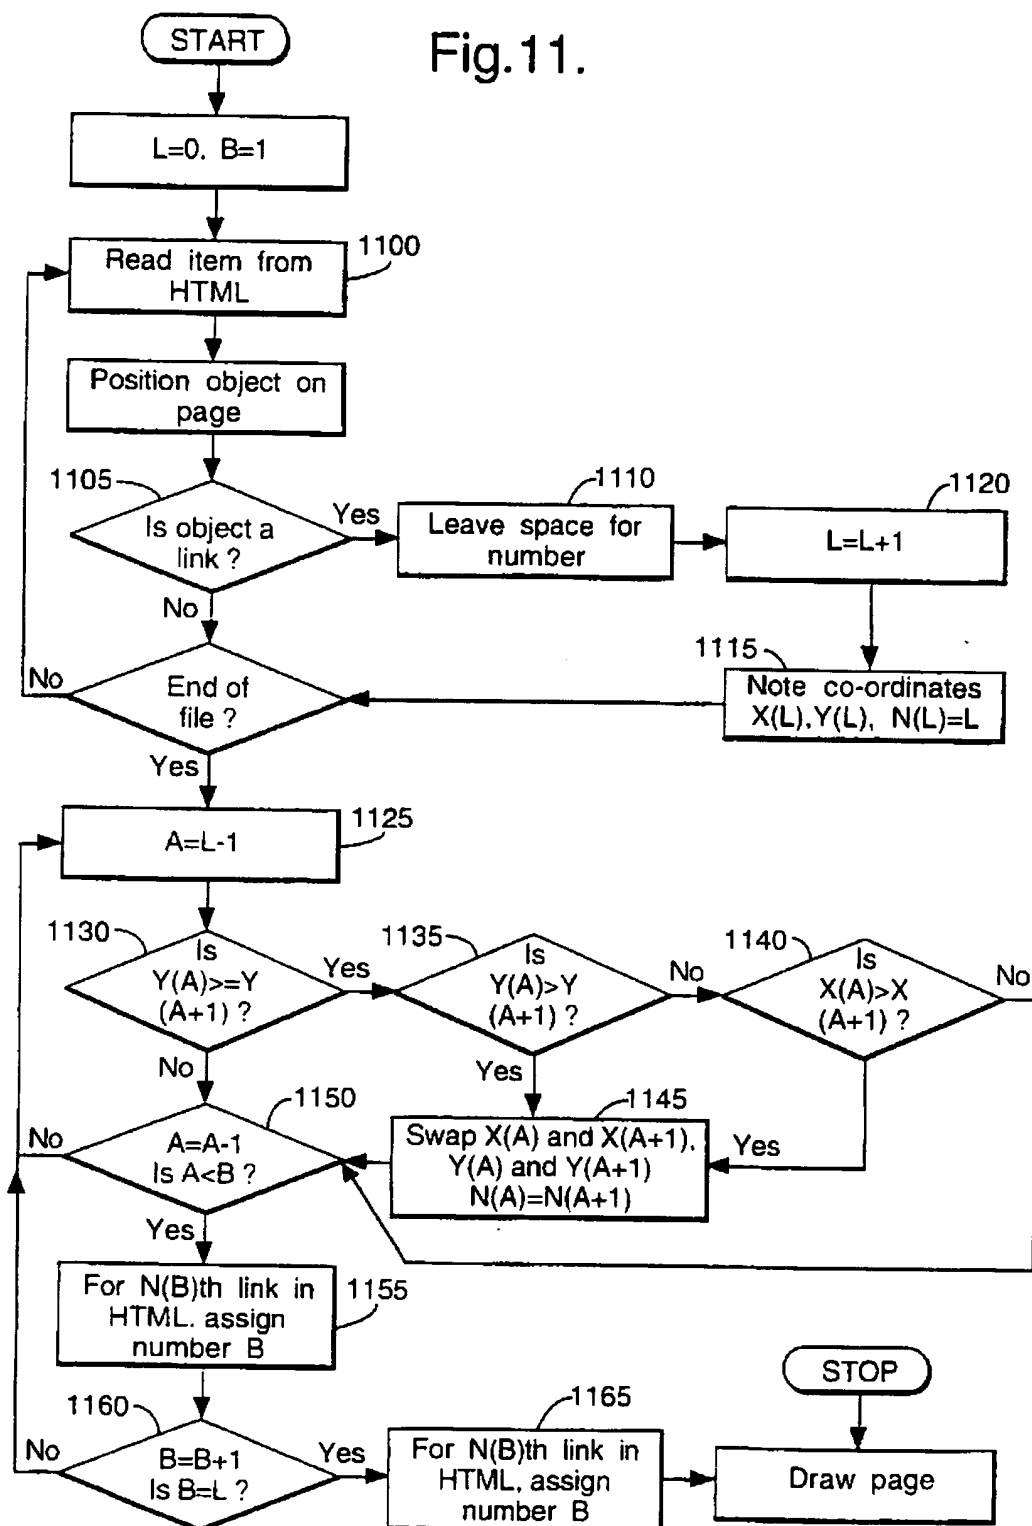 Fig.11.
START
L=0. B=1
1100
Read item from
HTML
Position object on
page
1105
Is object a
link ?
Yes
No
1110
Leave space for
number
1120
L=L+1
1115
Note co-ordinates
X(L),Y(L), N(L)=L
End of
file ?
No
Yes
1125
A=L-1
1130
Is
Y(A)>=Y
(A+1) ?
Yes
No
1135
Is
Y(A)>Y
(A+1) ?
No
Yes
1140
Is
X(A)>X
(A+1) ?
No
Yes
1145
Swap X(A) and X(A+1),
Y(A) and Y(A+1)
N(A)=N(A+1)
1150
A=A-1
Is A<B ?
No
Yes
1155
For N(B)th link in
HTML. assign
number B
1160
B=B+1
Is B=L ?
No
Yes
1165
For N(B)th link in
HTML, assign
number B
STOP
Draw page